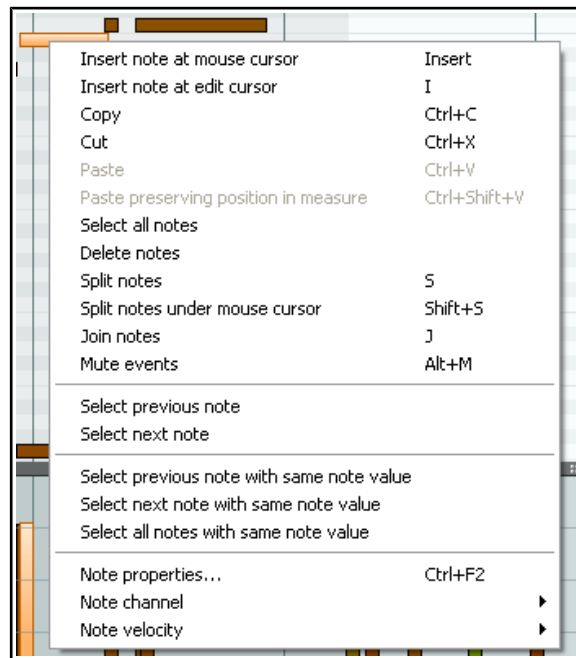 Insert note at mouse cursor Insert
Insert note at edit cursor I
Copy Ctrl+C
Cut Ctrl+X
Paste Ctrl+V
Paste preserving position in measure Ctrl+Shift+V
Select all notes
Delete notes
Split notes S
Split notes under mouse cursor Shift+S
Join notes J
Mute events Alt+M
Select previous note
Select next note
Select previous note with same note value
Select next note with same note value
Select all notes with same note value
Note properties... Ctrl+F2
Note channel
Note velocity